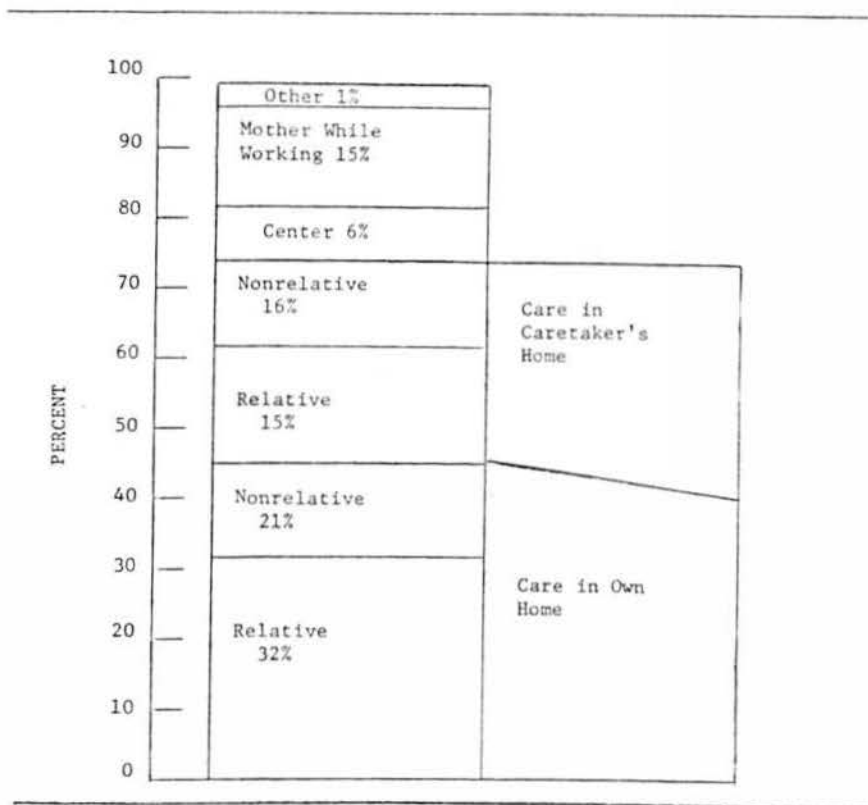 100
90
80
70
60
50
40
30
20
10
0
PERCENT
Other 1%
Mother While
Working 15%
Center 6%
Nonrelative
16%
Relative
15%
Nonrelative
21%
Relative
32%
Care in
Caretaker's
Home
Care in Own
Home